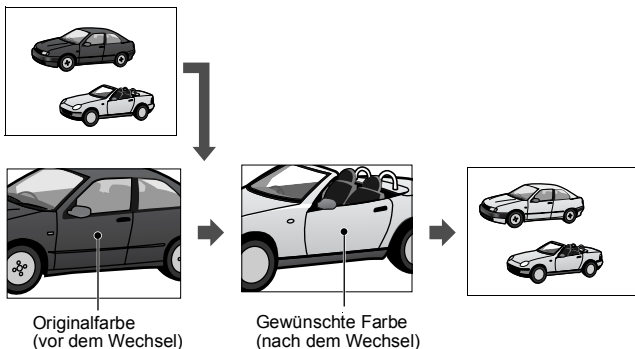 Originalfarbe
(vor dem Wechsel)
Gewünschte Farbe
(nach dem Wechsel)